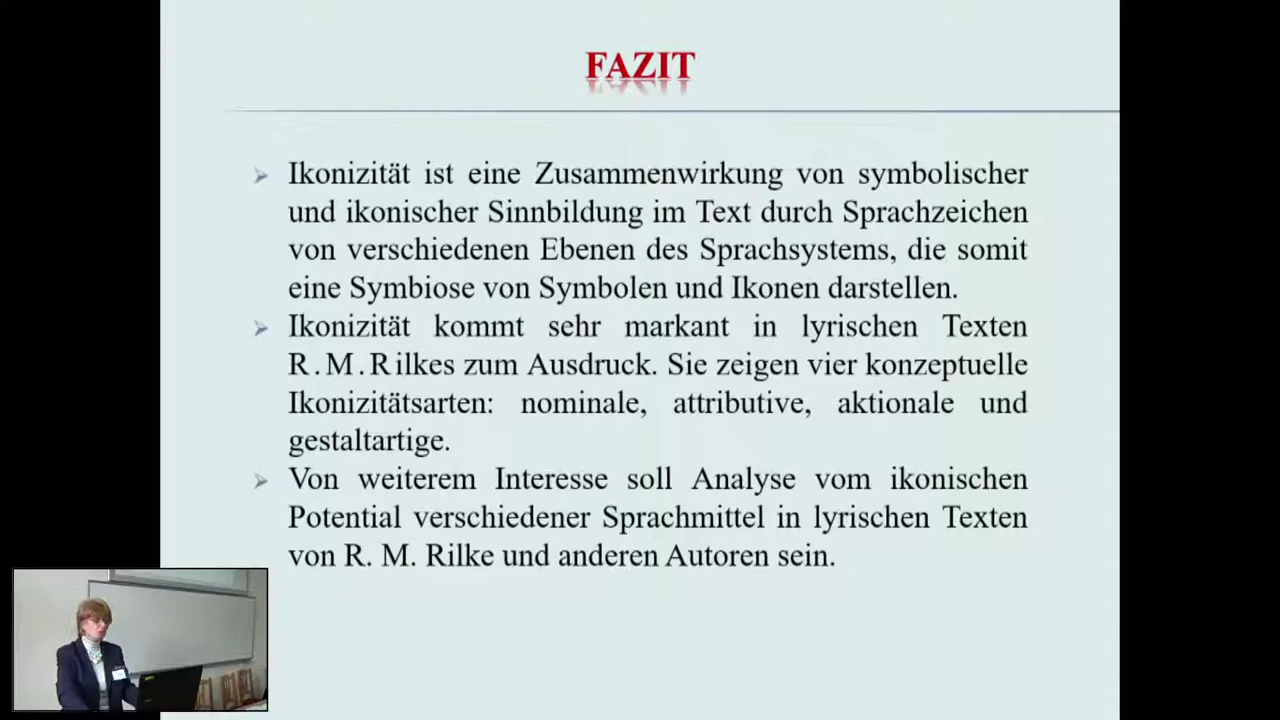 FAZIT
Ikonizität ist eine Zusammenwirkung von symbolischer
und ikonischer Sinnbildung im Text durch Sprachzeichen
von verschiedenen Ebenen des Sprachsystems, die somit
eine Symbiose von Symbolen und Ikonen darstellen.
Ikonizität kommt sehr markant in lyrischen Texten
R.M.Rilkes zum Ausdruck. Sie zeigen vier konzeptuelle
Ikonizitätsarten: nominale, attributive, aktionale und
gestaltartige.
Von weiterem Interesse soll Analyse vom ikonischen
Potential verschiedener Sprachmittel in lyrischen Texten
von R. M. Rilke und anderen Autoren sein.